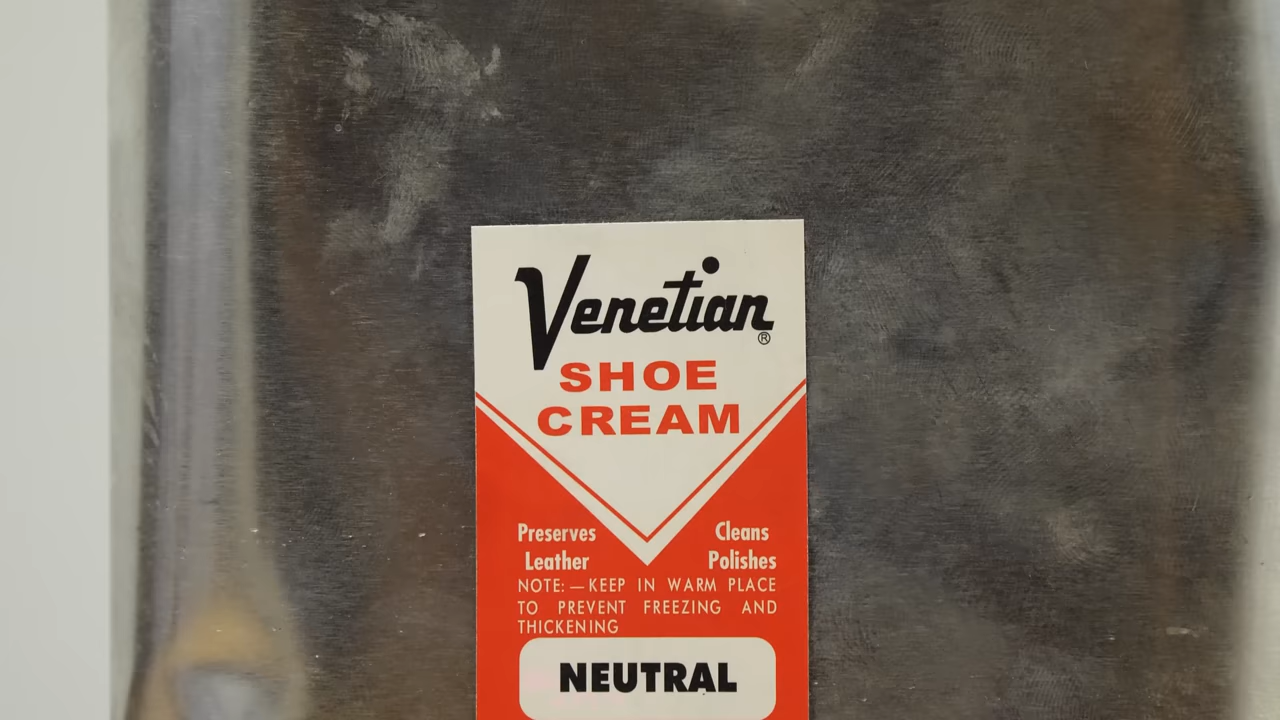 Venetian®
SHOE
CREAM
Preserves Leather
Cleans Polishes
NOTE:—KEEP IN WARM PLACE
TO PREVENT FREEZING AND
THICKENING
NEUTRAL